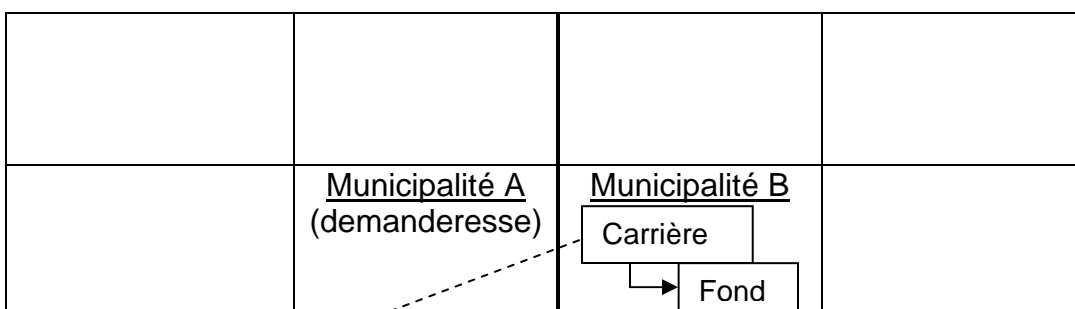 Municipalité A
(demanderesse)
Municipalité B
Carrière
Fond